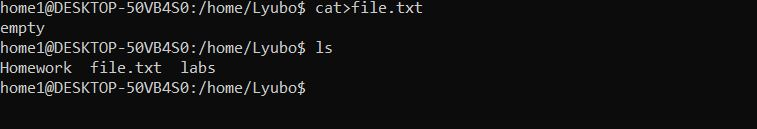 home1@DESKTOP-50VB4S0:/home/Lyubo$ cat>file.txt
empty
home1@DESKTOP-50VB4S0:/home/Lyubo$ ls
Homework  file.txt  labs
home1@DESKTOP-50VB4S0:/home/Lyubo$